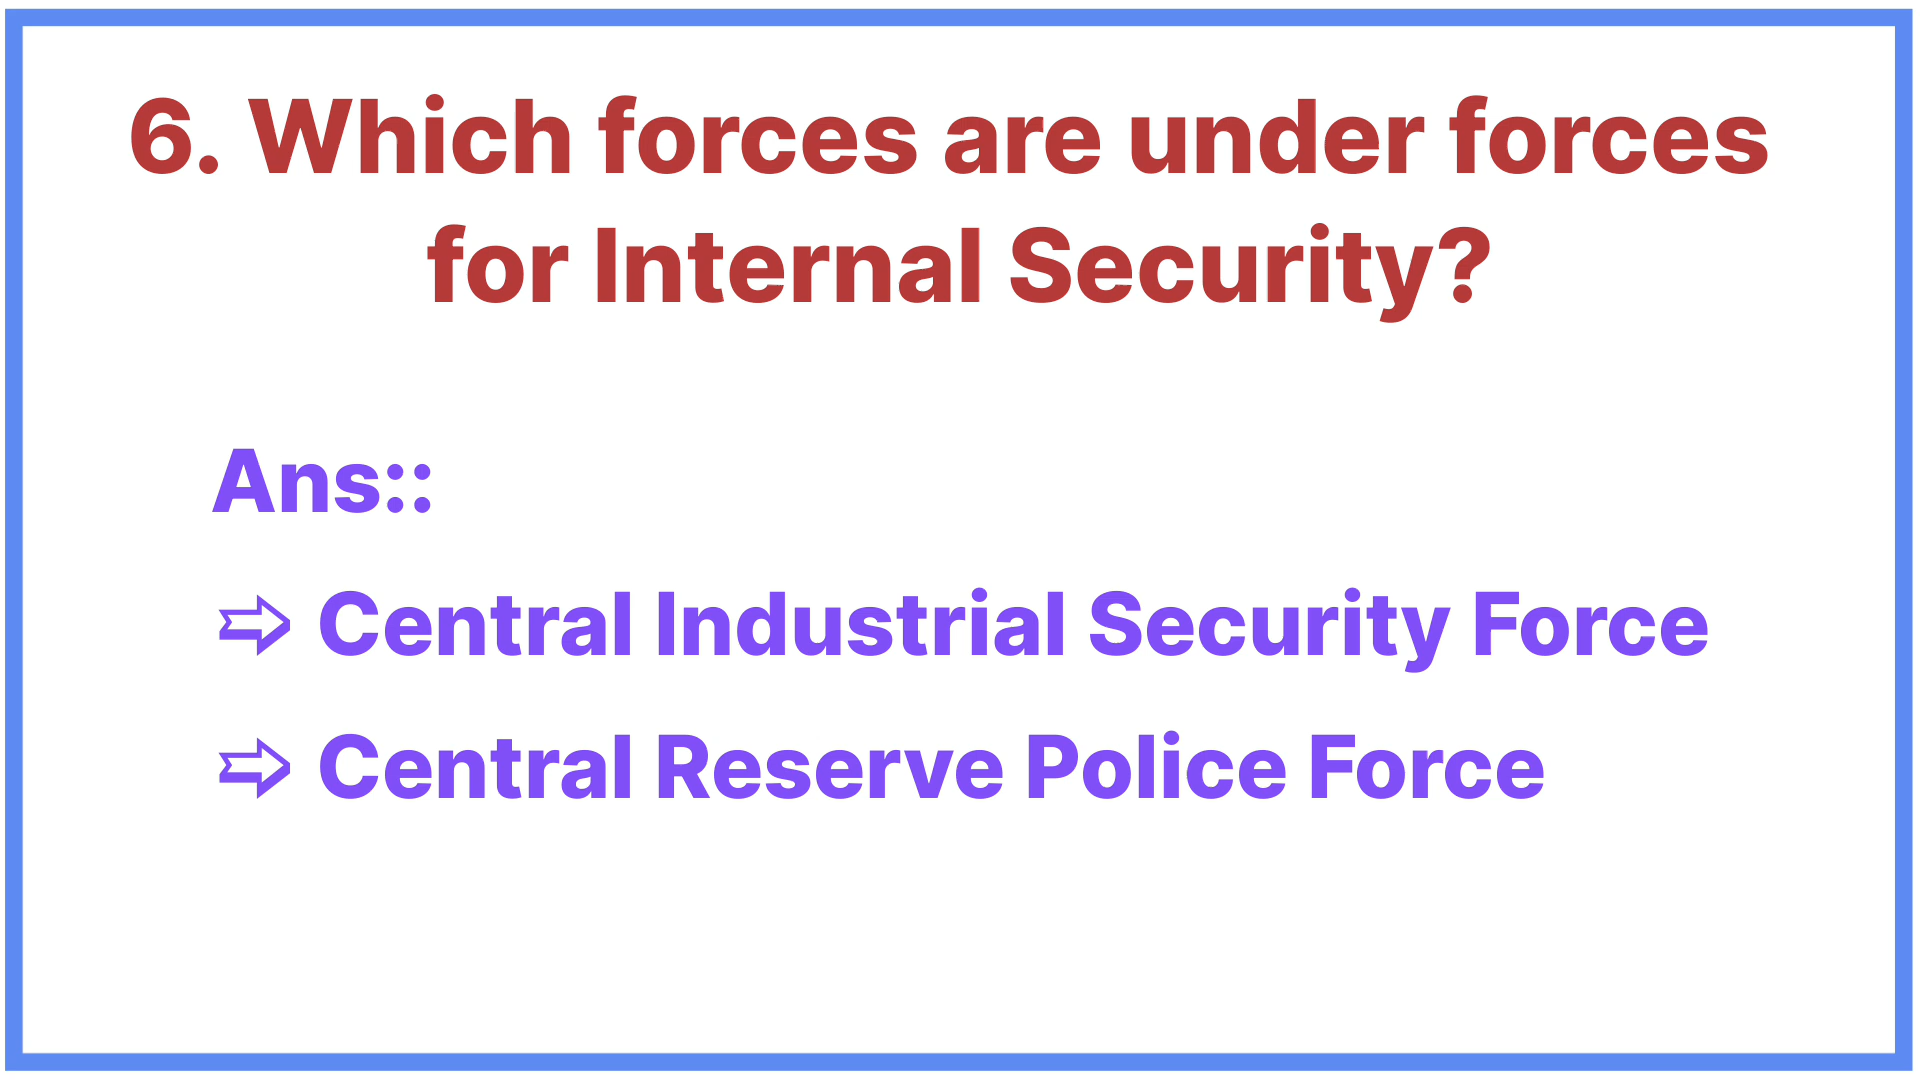 6. Which forces are under forces
for Internal Security?
Ans::
➯ Central Industrial Security Force
➯ Central Reserve Police Force